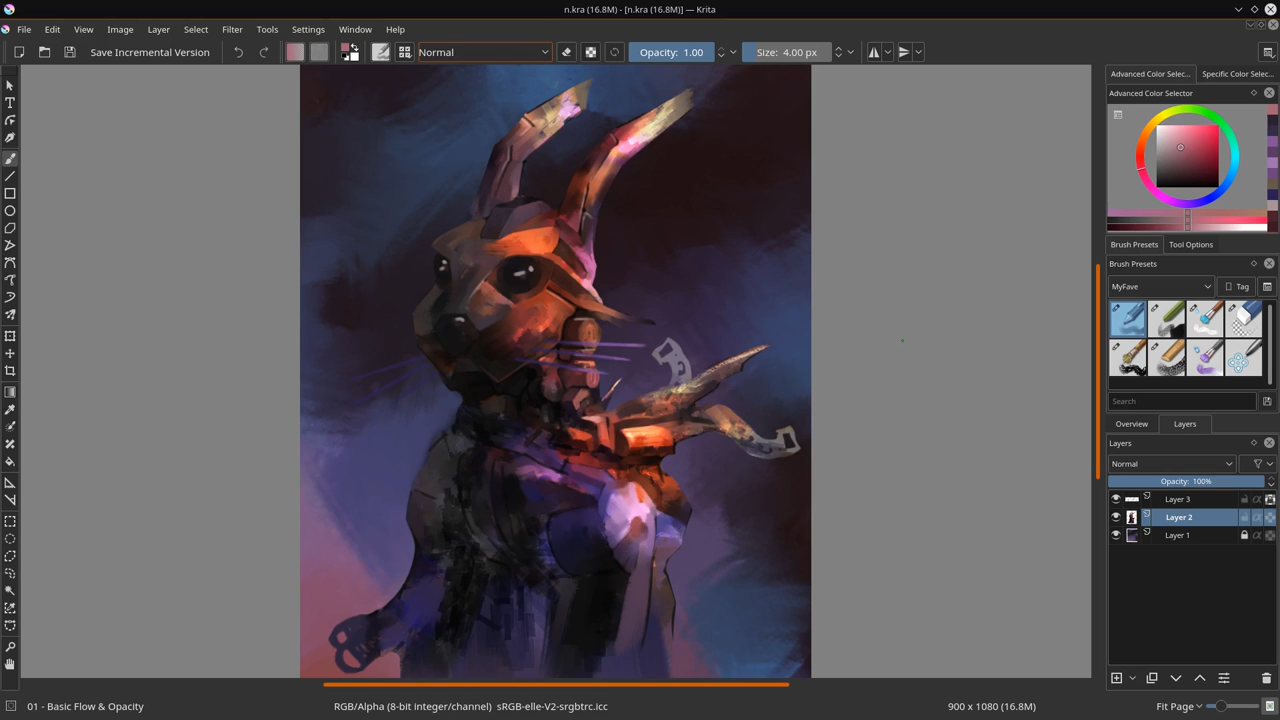 n.kra (16.8M) - [n.kra (16.8M)] — Krita
File Edit View Image Layer Select Filter Tools Settings Window Help
Save Incremental Version
Normal
Opacity: 1.00
Size: 4.00 px
Advanced Color Selec...
Specific Color Selec...
Advanced Color Selector
Brush Presets
Tool Options
Brush Presets
MyFave
Tag
Search
Overview
Layers
Layers
Normal
Opacity: 100%
Layer 3
Layer 2
Layer 1
01 - Basic Flow & Opacity
RGB/Alpha (8-bit integer/channel) sRGB-elle-V2-srgbtrc.icc
900 x 1080 (16.8M)
Fit Page